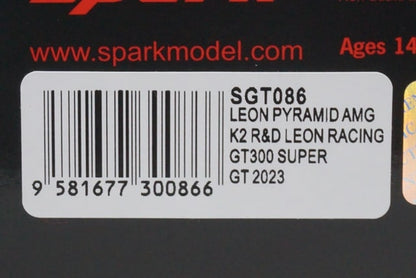 spark
www.sparkmodel.com
Ages 14
SGT086
LEON PYRAMID AMG
K2 R&D LEON RACING
GT300 SUPER
GT 2023
9 581677 300866